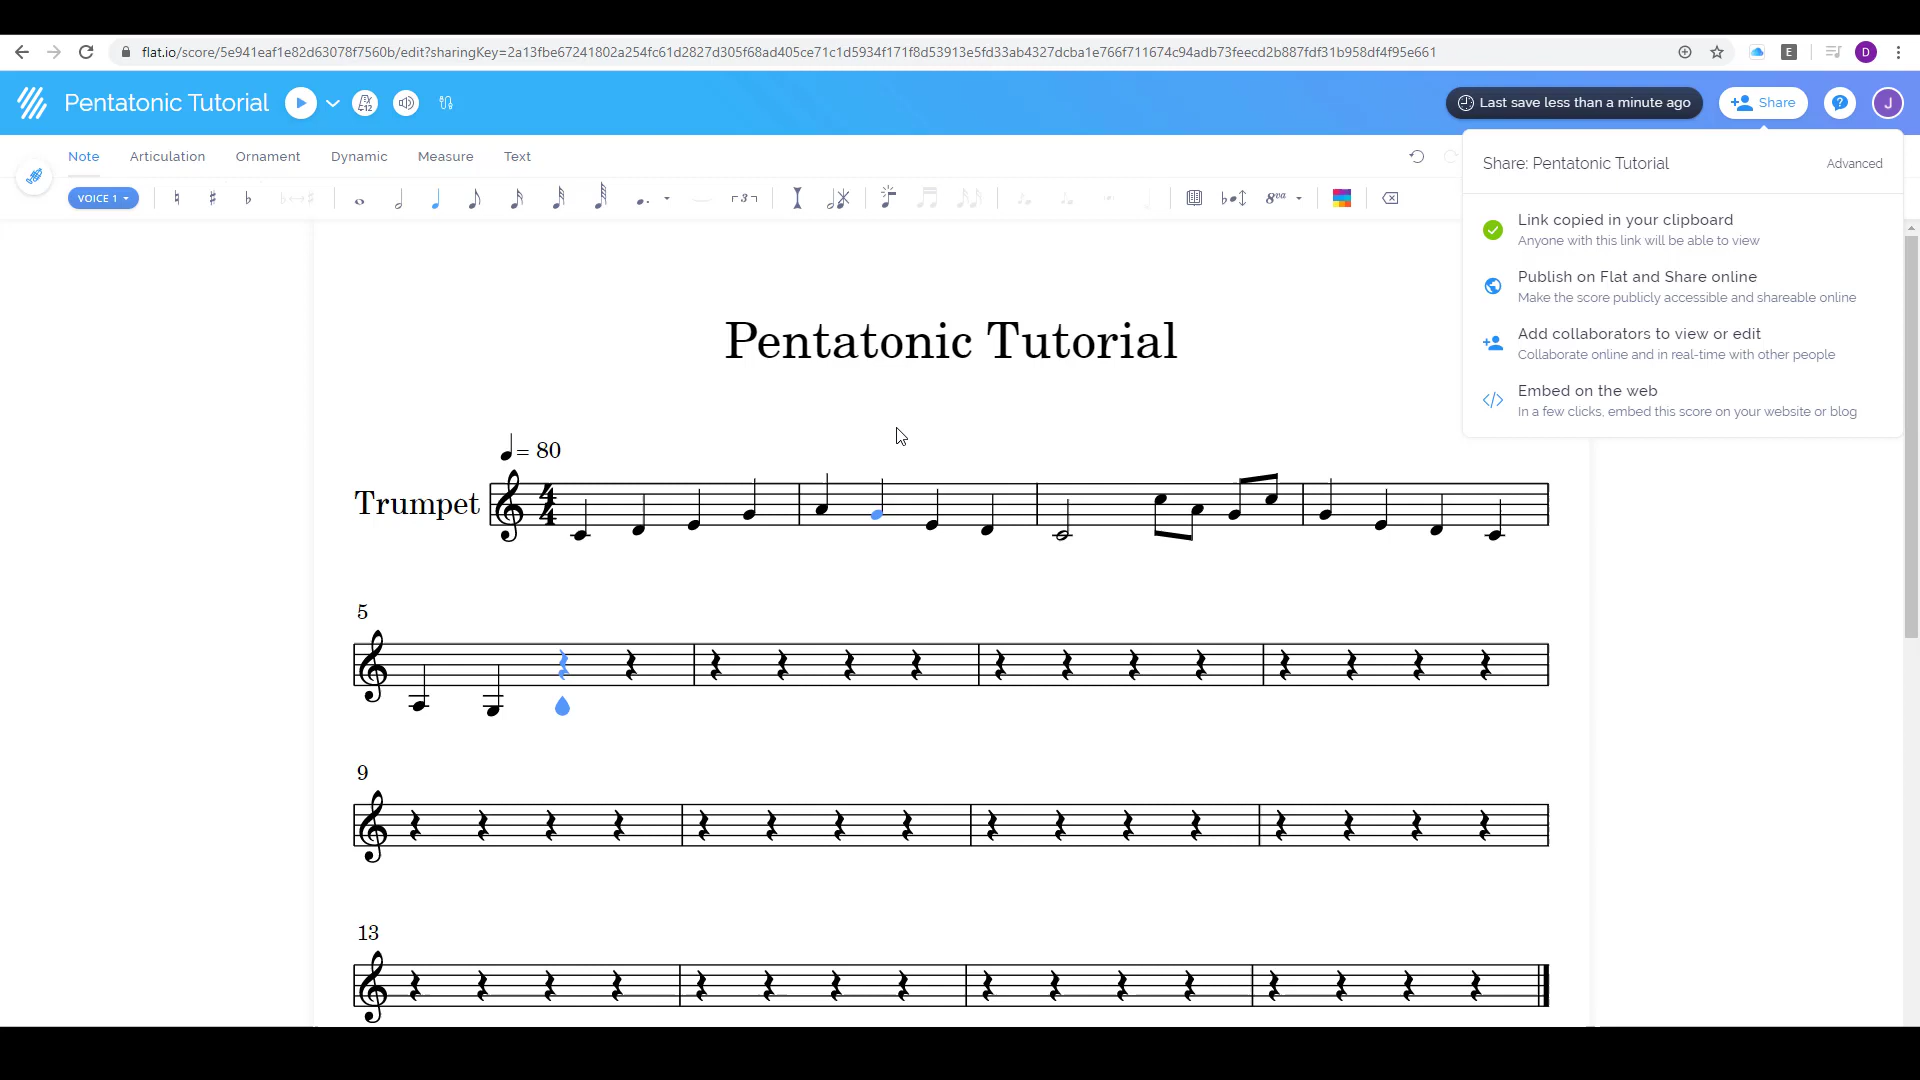 flat.io/score/5e941eaf1e82d63078f7560b/edit?sharingKey=2a13fbe67241802a254fc61d2827d305f68ad405ce71c1d5934f171f8d53913e5fd33ab4327dcba1e766f711674c94adb73feecd2b887fdf31b958df4f95e661
E
D
Pentatonic Tutorial
Last save less than a minute ago
Share
?
J
Note
Articulation
Ornament
Dynamic
Measure
Text
VOICE 1
3
8va
Share: Pentatonic Tutorial
Advanced
Link copied in your clipboard
Anyone with this link will be able to view
Publish on Flat and Share online
Make the score publicly accessible and shareable online
Add collaborators to view or edit
Collaborate online and in real-time with other people
Embed on the web
In a few clicks, embed this score on your website or blog
Pentatonic Tutorial
= 80
Trumpet
4
4
5
9
13